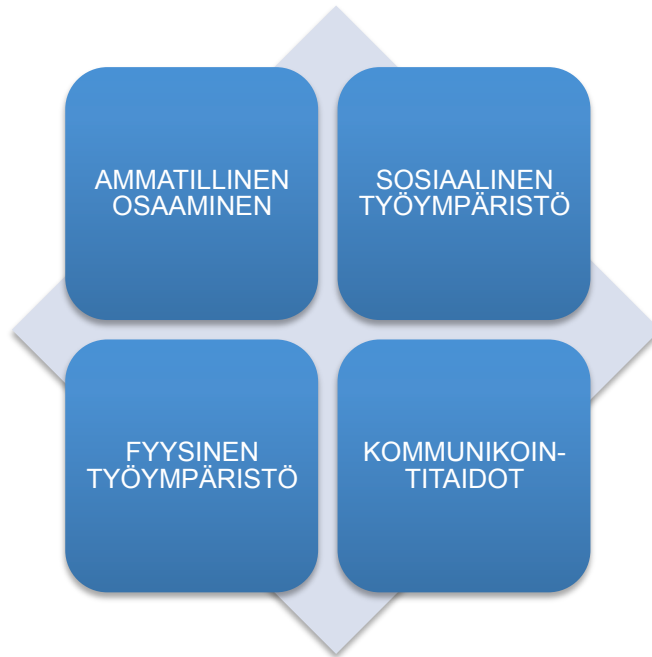 AMMATILLINEN
OSAAMINEN
SOSIAALINEN
TYÖYMPÄRISTÖ
FYYSINEN
TYÖYMPÄRISTÖ
KOMMUNIKOIN-
TITAIDOT